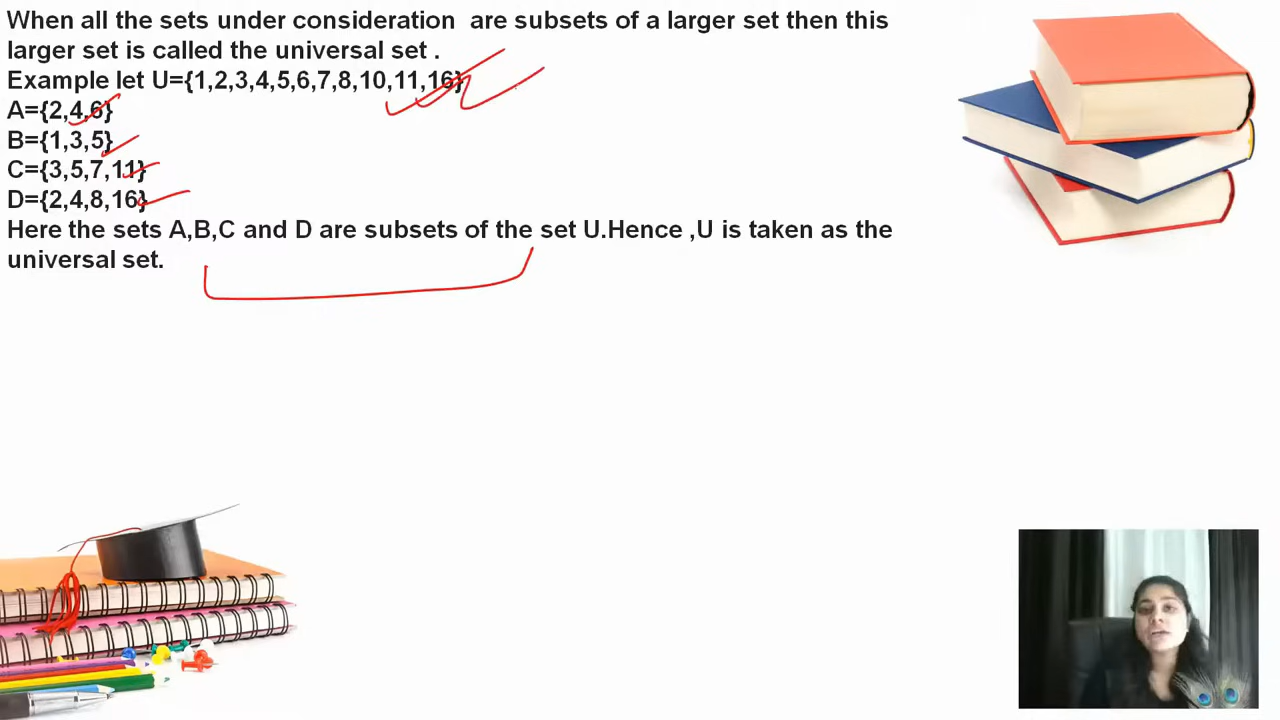 When all the sets under consideration are subsets of a larger set then this
larger set is called the universal set .
Example let U={1,2,3,4,5,6,7,8,10,11,16}
A={2,4,6}
B={1,3,5}
C={3,5,7,11}
D={2,4,8,16}
Here the sets A,B,C and D are subsets of the set U.Hence ,U is taken as the
universal set.